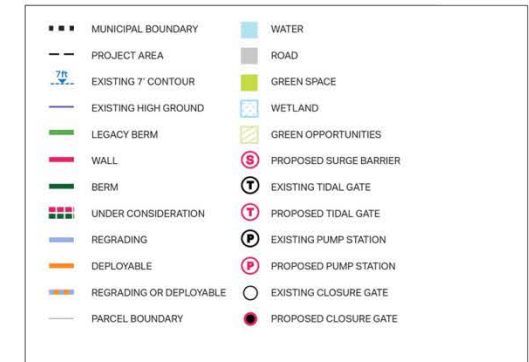 MUNICIPAL BOUNDARY
PROJECT AREA
7ft
EXISTING 7' CONTOUR
EXISTING HIGH GROUND
LEGACY BERM
WALL
BERM
UNDER CONSIDERATION
REGRADING
DEPLOYABLE
REGRADING OR DEPLOYABLE
PARCEL BOUNDARY
WATER
ROAD
GREEN SPACE
WETLAND
GREEN OPPORTUNITIES
S PROPOSED SURGE BARRIER
T EXISTING TIDAL GATE
T PROPOSED TIDAL GATE
P EXISTING PUMP STATION
P PROPOSED PUMP STATION
EXISTING CLOSURE GATE
PROPOSED CLOSURE GATE